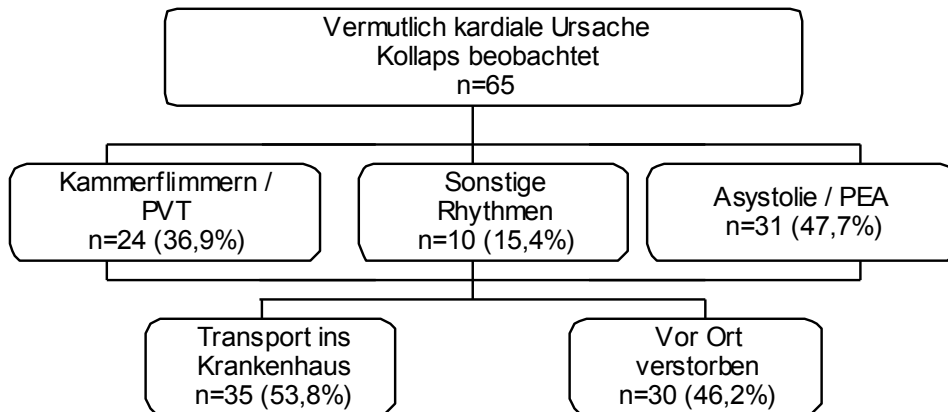 Vermutlich kardiale Ursache
Kollaps beobachtet
n=65
Kammerflimmern /
PVT
n=24 (36,9%)
Sonstige
Rhythmen
n=10 (15,4%)
Asystolie / PEA
n=31 (47,7%)
Transport ins
Krankenhaus
n=35 (53,8%)
Vor Ort
verstorben
n=30 (46,2%)